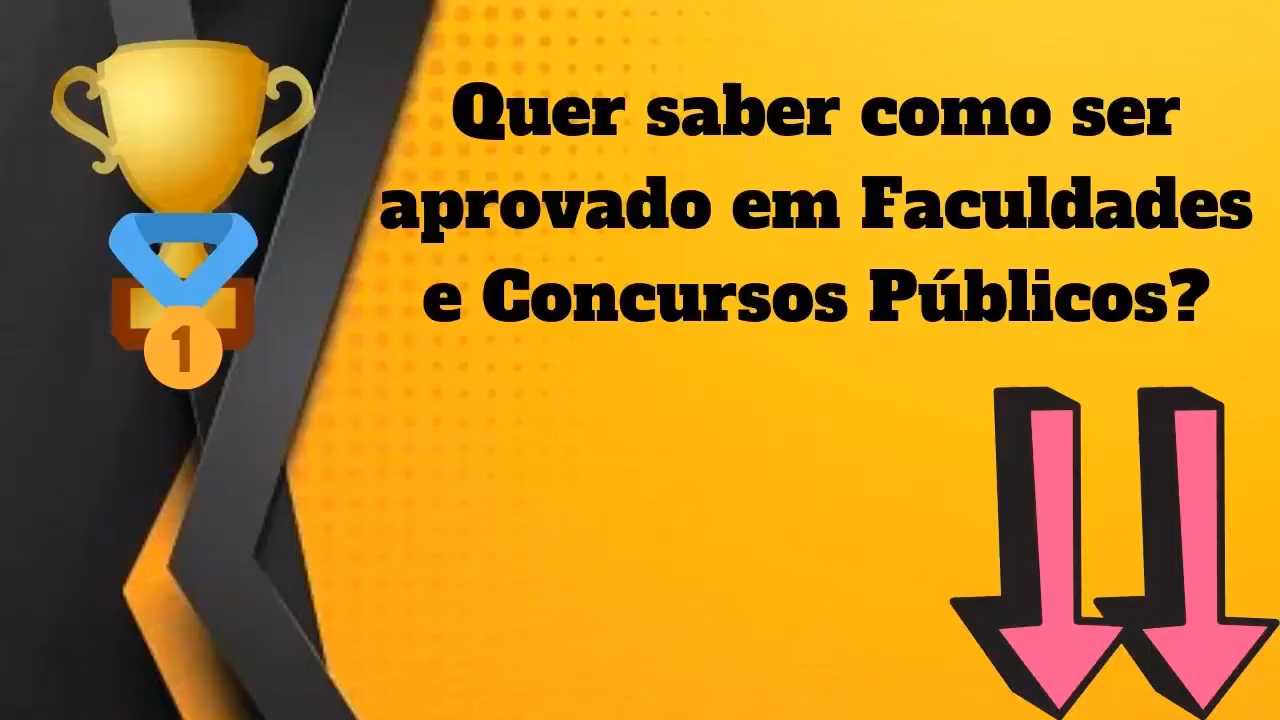 Quer saber como ser
aprovado em Faculdades
e Concursos Públicos?
1